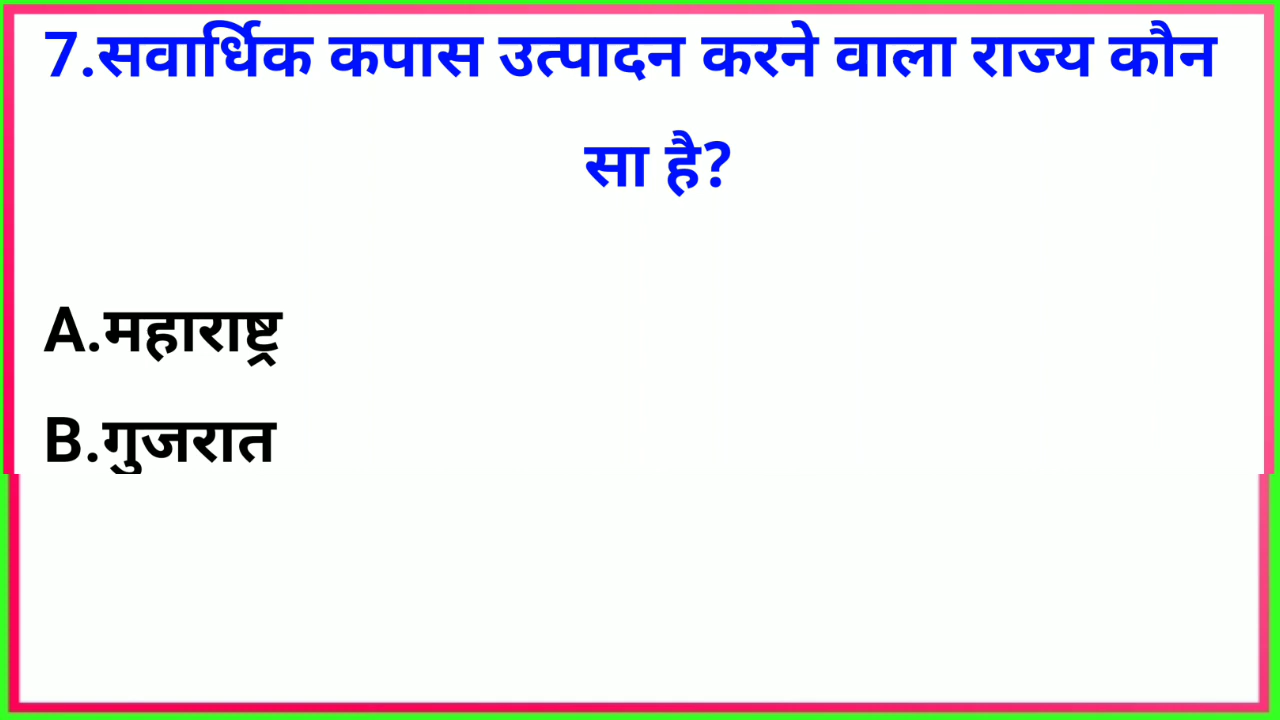 7.सवार्धिक कपास उत्पादन करने वाला राज्य कौन
सा है?
A.महाराष्ट्र
B.गुजरात